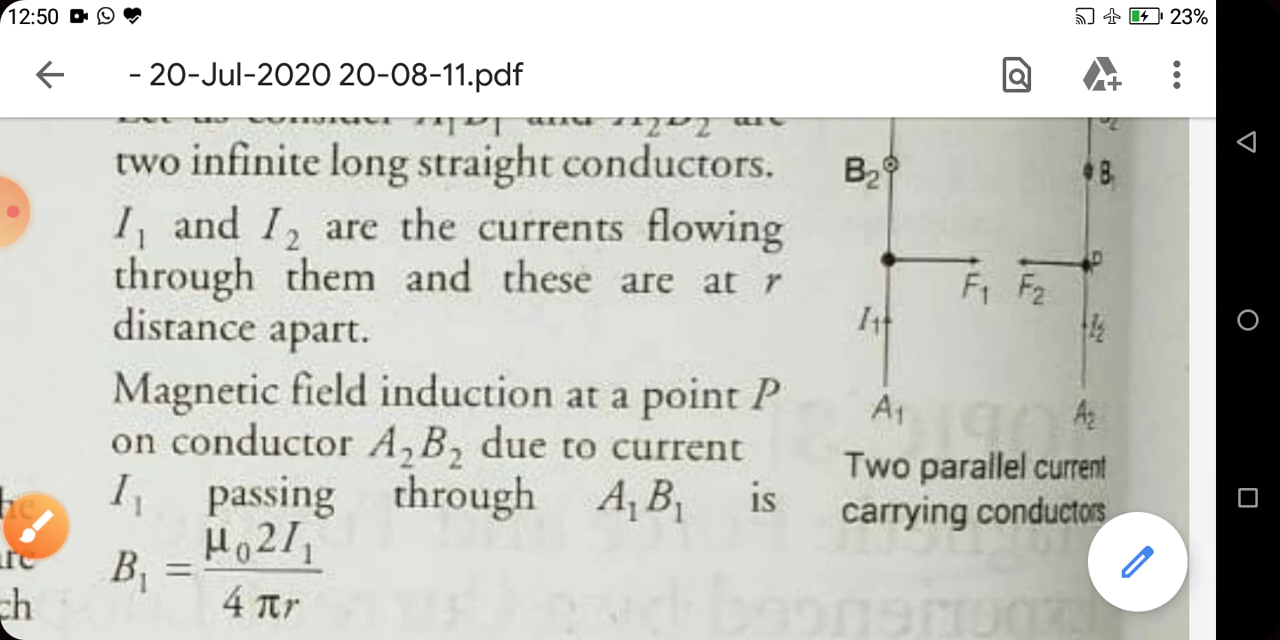 12:50 23%
- 20-Jul-2020 20-08-11.pdf
two infinite long straight conductors.
I₁ and I₂ are the currents flowing
through them and these are at r
distance apart.
Magnetic field induction at a point P
on conductor A₂B₂ due to current
I₁ passing through A₁B₁ is
B₁ = μ₀2I₁ / 4πr
ch
B₂
B₁
P
F₁ F₂
I₁
I₂
A₁
A₂
Two parallel current
carrying conductors